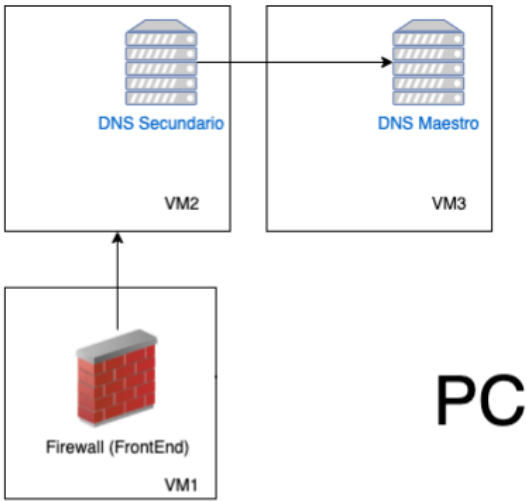 DNS Secundario
DNS Maestro
VM2
VM3
PC
Firewall (FrontEnd)
VM1